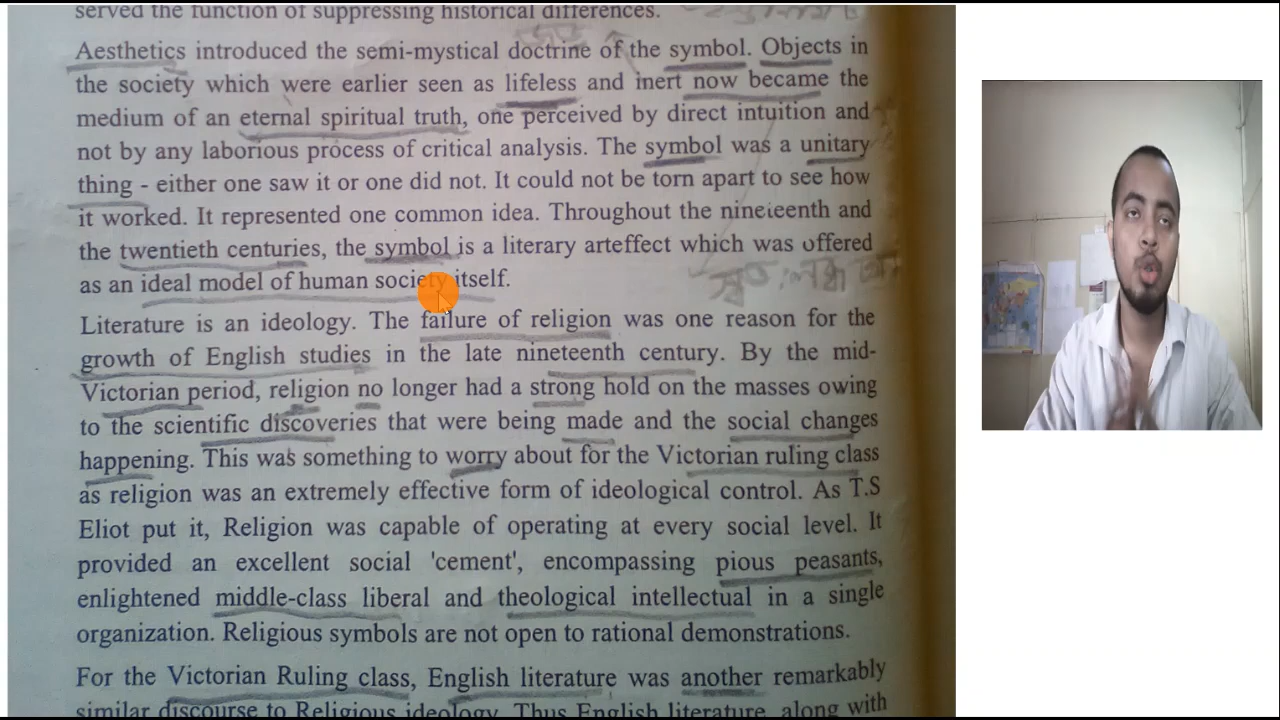 served the function of suppressing historical differences.
Aesthetics introduced the semi-mystical doctrine of the symbol. Objects in
the society which were earlier seen as lifeless and inert now became the
medium of an eternal spiritual truth, one perceived by direct intuition and
not by any laborious process of critical analysis. The symbol was a unitary
thing - either one saw it or one did not. It could not be torn apart to see how
it worked. It represented one common idea. Throughout the nineteenth and
the twentieth centuries, the symbol is a literary arteffect which was offered
as an ideal model of human society itself.
Literature is an ideology. The failure of religion was one reason for the
growth of English studies in the late nineteenth century. By the mid-
Victorian period, religion no longer had a strong hold on the masses owing
to the scientific discoveries that were being made and the social changes
happening. This was something to worry about for the Victorian ruling class
as religion was an extremely effective form of ideological control. As T.S
Eliot put it, Religion was capable of operating at every social level. It
provided an excellent social 'cement', encompassing pious peasants,
enlightened middle-class liberal and theological intellectual in a single
organization. Religious symbols are not open to rational demonstrations.
For the Victorian Ruling class, English literature was another remarkably
similar discourse to Religious ideology. Thus English literature, along with